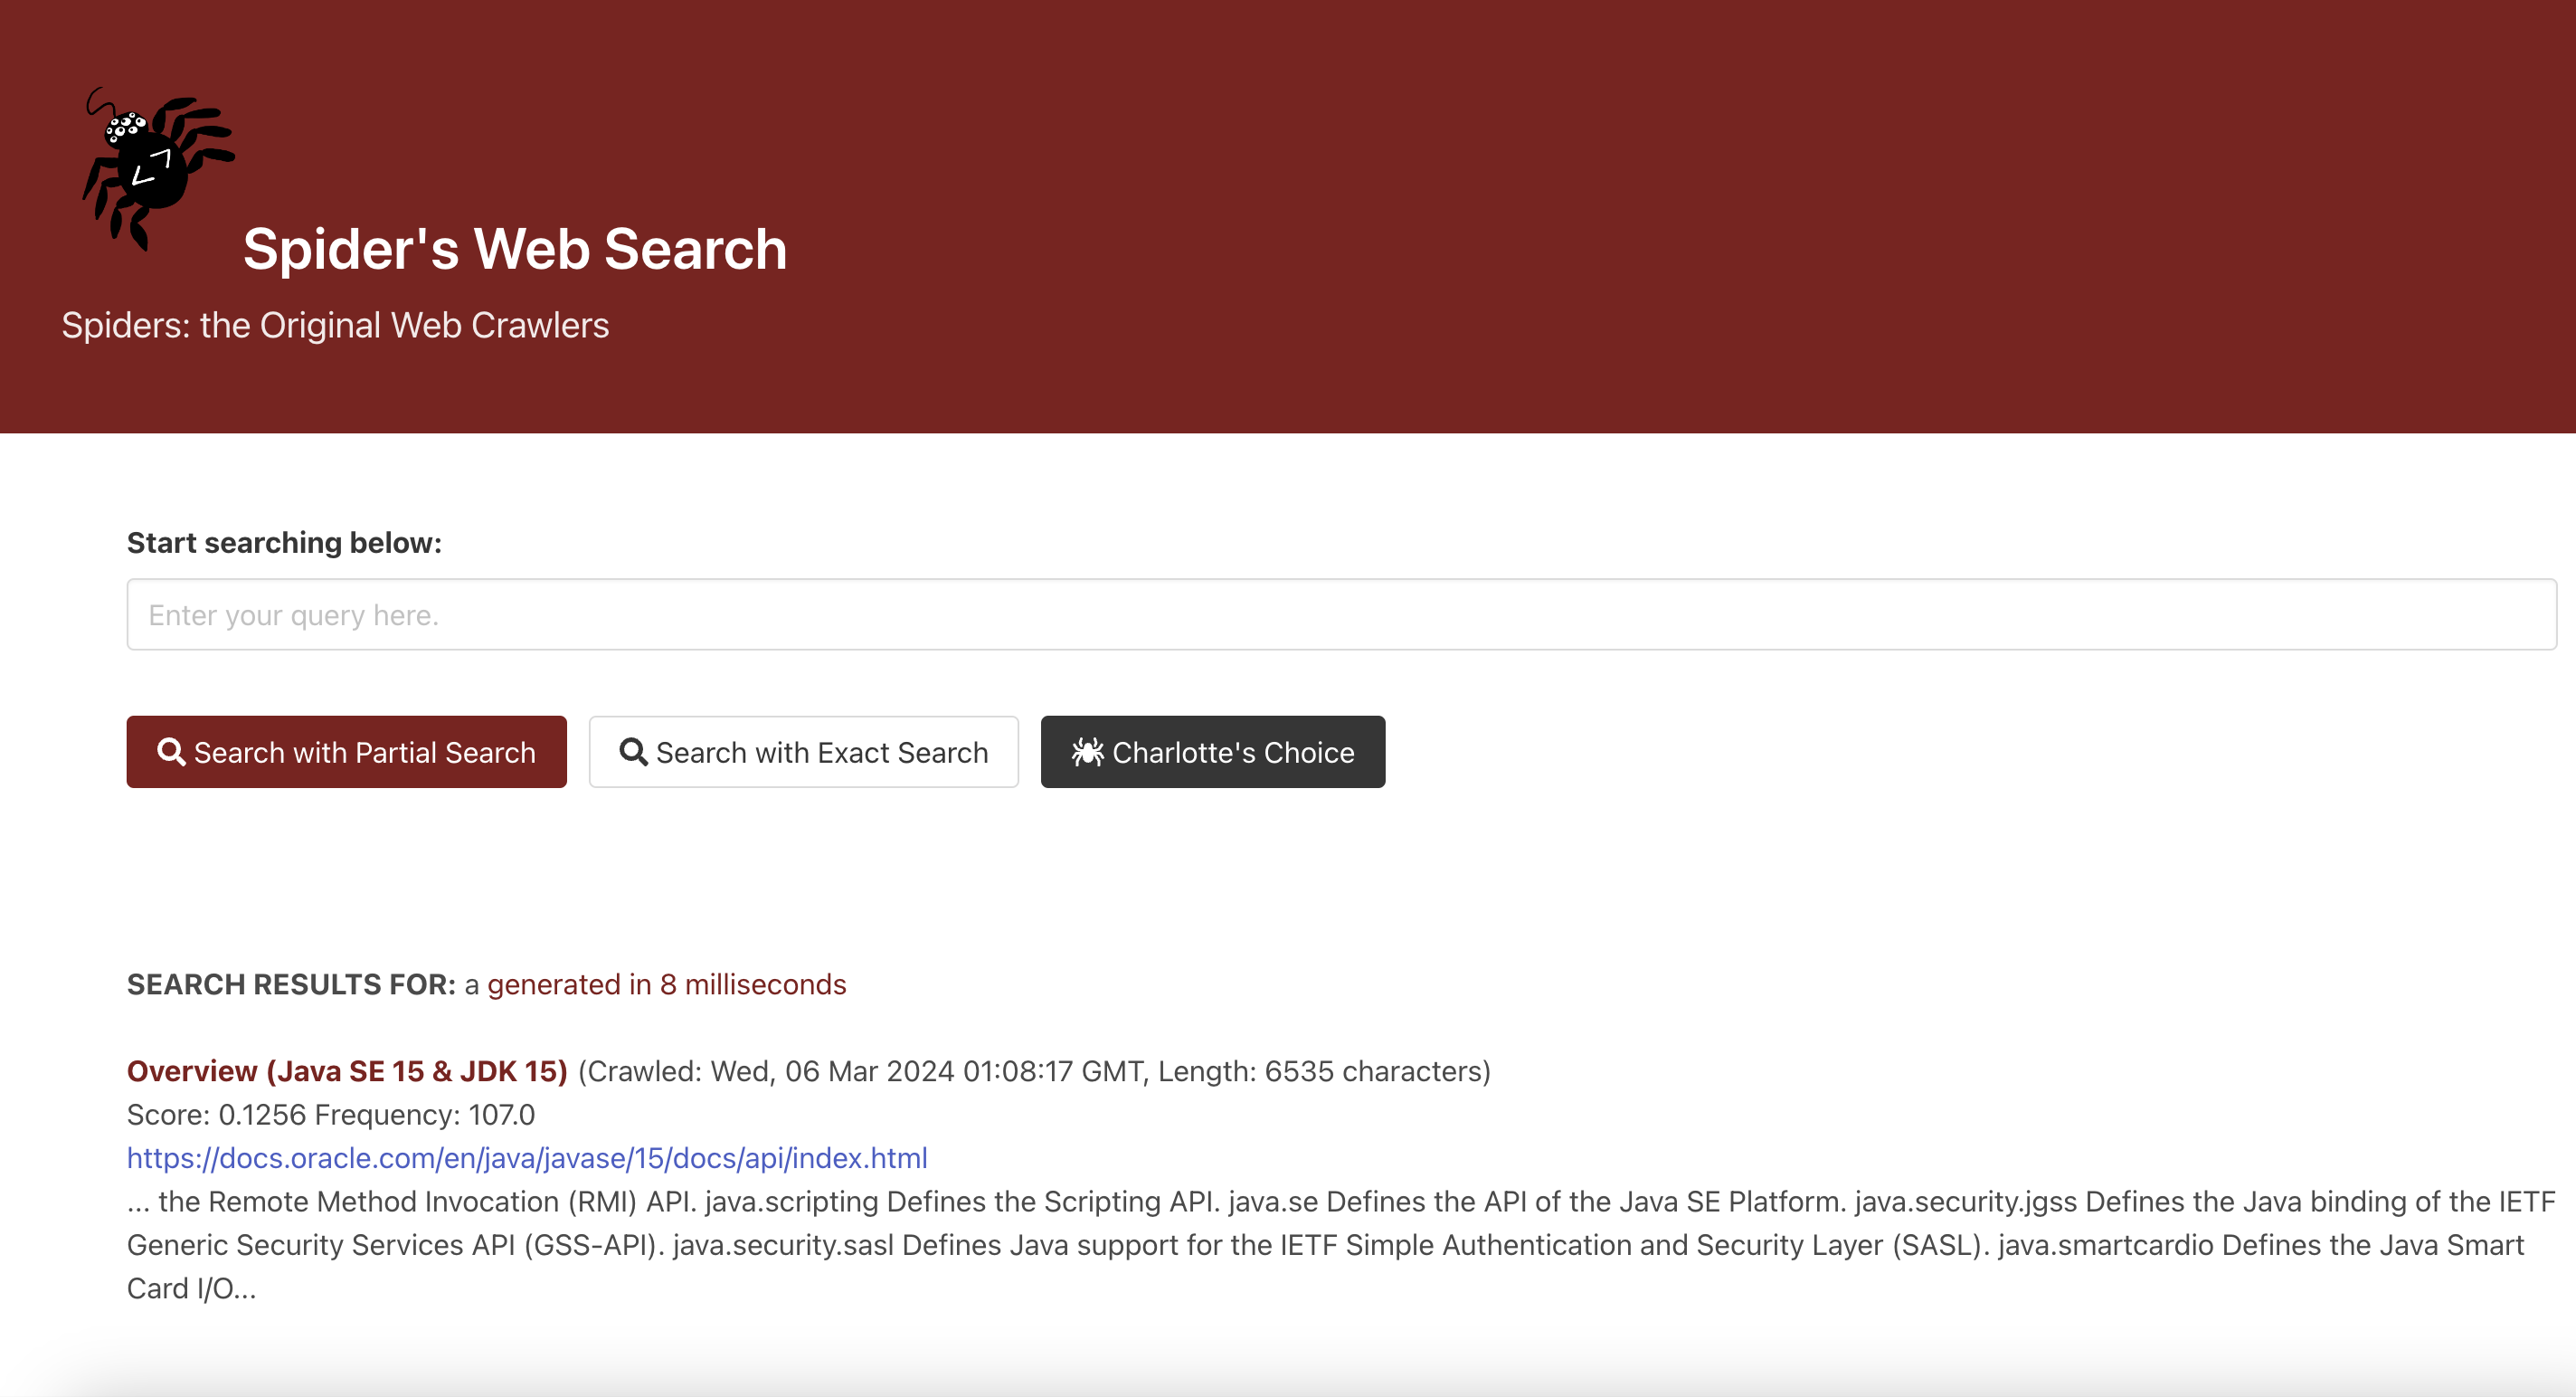 Spider's Web Search
Spiders: the Original Web Crawlers
Start searching below:
Enter your query here.
Search with Partial Search
Search with Exact Search
Charlotte's Choice
SEARCH RESULTS FOR: a generated in 8 milliseconds
Overview (Java SE 15 & JDK 15) (Crawled: Wed, 06 Mar 2024 01:08:17 GMT, Length: 6535 characters)
Score: 0.1256 Frequency: 107.0
https://docs.oracle.com/en/java/javase/15/docs/api/index.html
... the Remote Method Invocation (RMI) API. java.scripting Defines the Scripting API. java.se Defines the API of the Java SE Platform. java.security.jgss Defines the Java binding of the IETF
Generic Security Services API (GSS-API). java.security.sasl Defines Java support for the IETF Simple Authentication and Security Layer (SASL). java.smartcardio Defines the Java Smart
Card I/O...